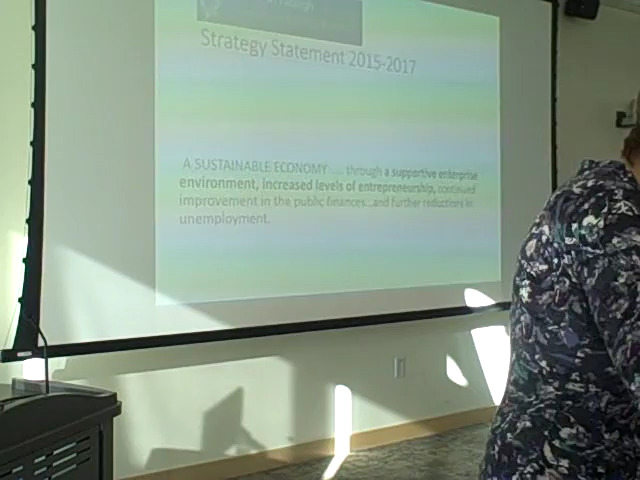 Strategy Statement 2015-2017
A SUSTAINABLE ECONOMY .... through a supportive enterprise
environment, increased levels of entrepreneurship, continued
improvement in the public finances...and further reductions in
unemployment.